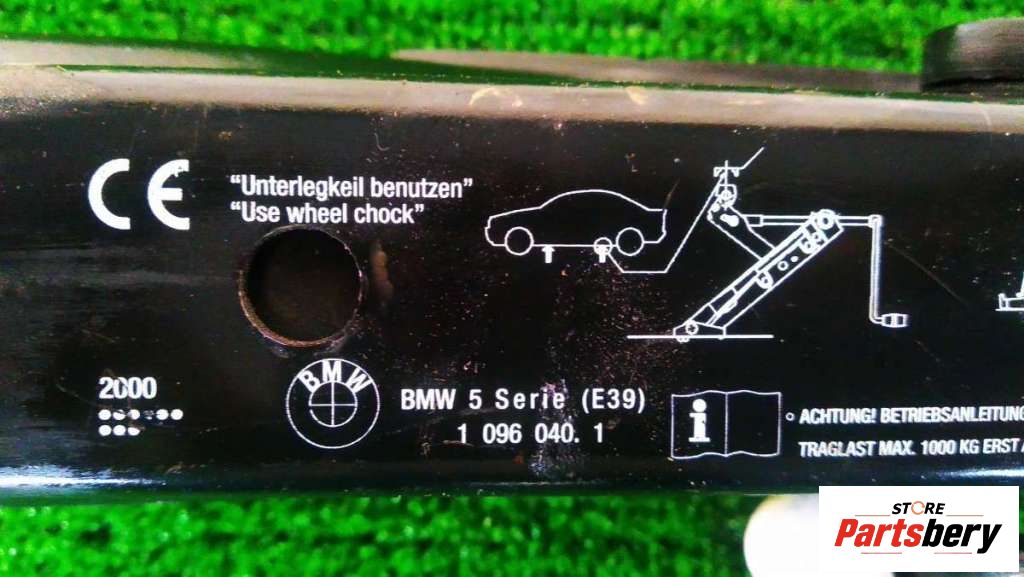 CE
“Unterlegkeil benutzen”
“Use wheel chock”
2000
BMW
BMW 5 Serie (E39)
1 096 040. 1
i
ACHTUNG! BETRIEBSANLEITUNG
TRAGLAST MAX. 1000 KG ERST
STORE
Partsbery